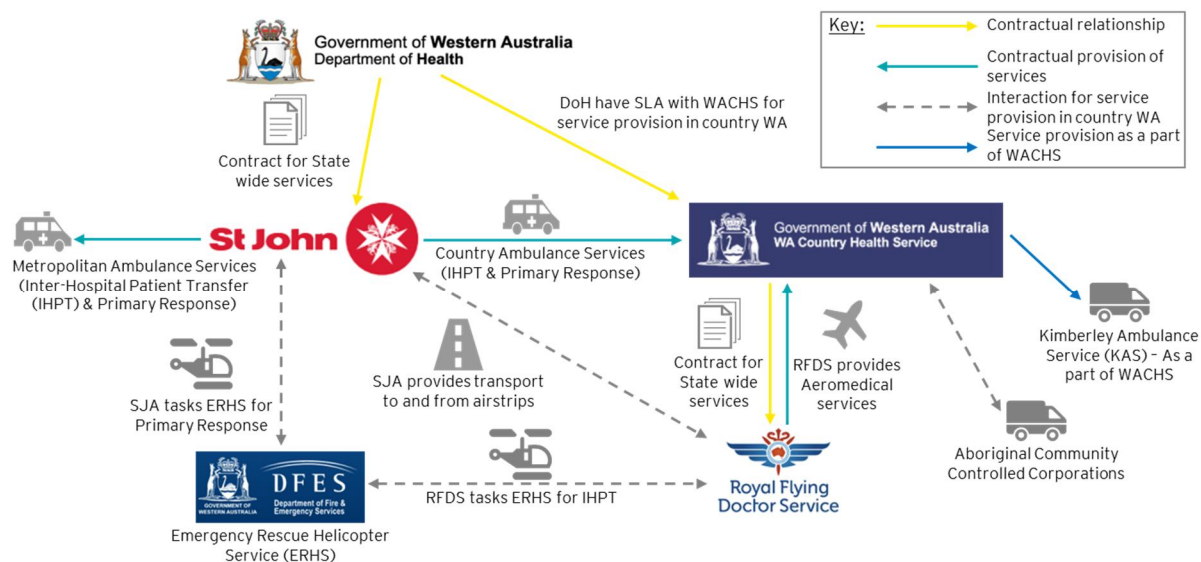 Government of Western Australia
Department of Health
Key:
Contractual relationship
Contractual provision of
services
Interaction for service
provision in country WA
Service provision as a part
of WACHS
DoH have SLA with WACHS for
service provision in country WA
Contract for State
wide services
St John
Country Ambulance Services
(IHPT & Primary Response)
Government of Western Australia
WA Country Health Service
Metropolitan Ambulance Services
(Inter-Hospital Patient Transfer
(IHPT) & Primary Response)
Kimberley Ambulance
Service (KAS) – As a
part of WACHS
SJA tasks ERHS for
Primary Response
SJA provides transport
to and from airstrips
Contract for
State wide
services
RFDS provides
Aeromedical
services
Aboriginal Community
Controlled Corporations
GOVERNMENT OF
WESTERN AUSTRALIA
DFES
Department of Fire &
Emergency Services
RFDS tasks ERHS for IHPT
Royal Flying
Doctor Service
Emergency Rescue Helicopter
Service (ERHS)